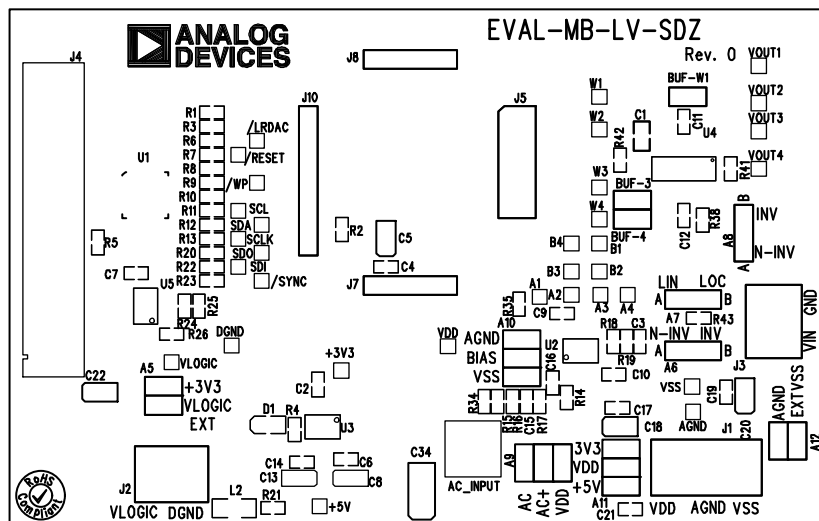 ANALOG DEVICES
EVAL-MB-LV-SDZ
Rev. 0
J4
J8
J10
J5
U1
R1
R3
R6
R7
R8
R9
R10
R11
R12
R13
R20
R22
R23
/LRDAC
/RESET
/WP
SCL
SDA
SCLK
SDO
SDI
/SYNC
R5
C7
U5
R24
R25
R26
R2
C5
C4
J7
W1
W2
W3
W4
BUF-W1
C1
C11
R42
U4
R41
VOUT1
VOUT2
VOUT3
VOUT4
BUF-3
BUF-4
C12
R38
A8
B
A
INV
N-INV
B4
B1
B3
B2
A1
A2
A3
A4
R35
C9
LIN
LOC
A
B
A7
R43
N-INV
INV
A
B
A6
GND
VIN
DGND
VDD
A10
AGND
BIAS
VSS
U2
R18
C3
R19
C16
C10
R14
R34
R15
R16
C15
R17
VLOGIC
+3V3
A5
+3V3
VLOGIC
EXT
C22
C2
D1
R4
U3
C14
C13
C6
C8
C34
AC_INPUT
A9
AC
AC+
VDD
C17
C18
3V3
VDD
+5V
A11
C21
VSS
AGND
C19
J3
C20
J1
VDD
AGND
VSS
AGND
EXTVSS
A12
RoHS
Compliant
J2
VLOGIC
DGND
L2
R21
+5V